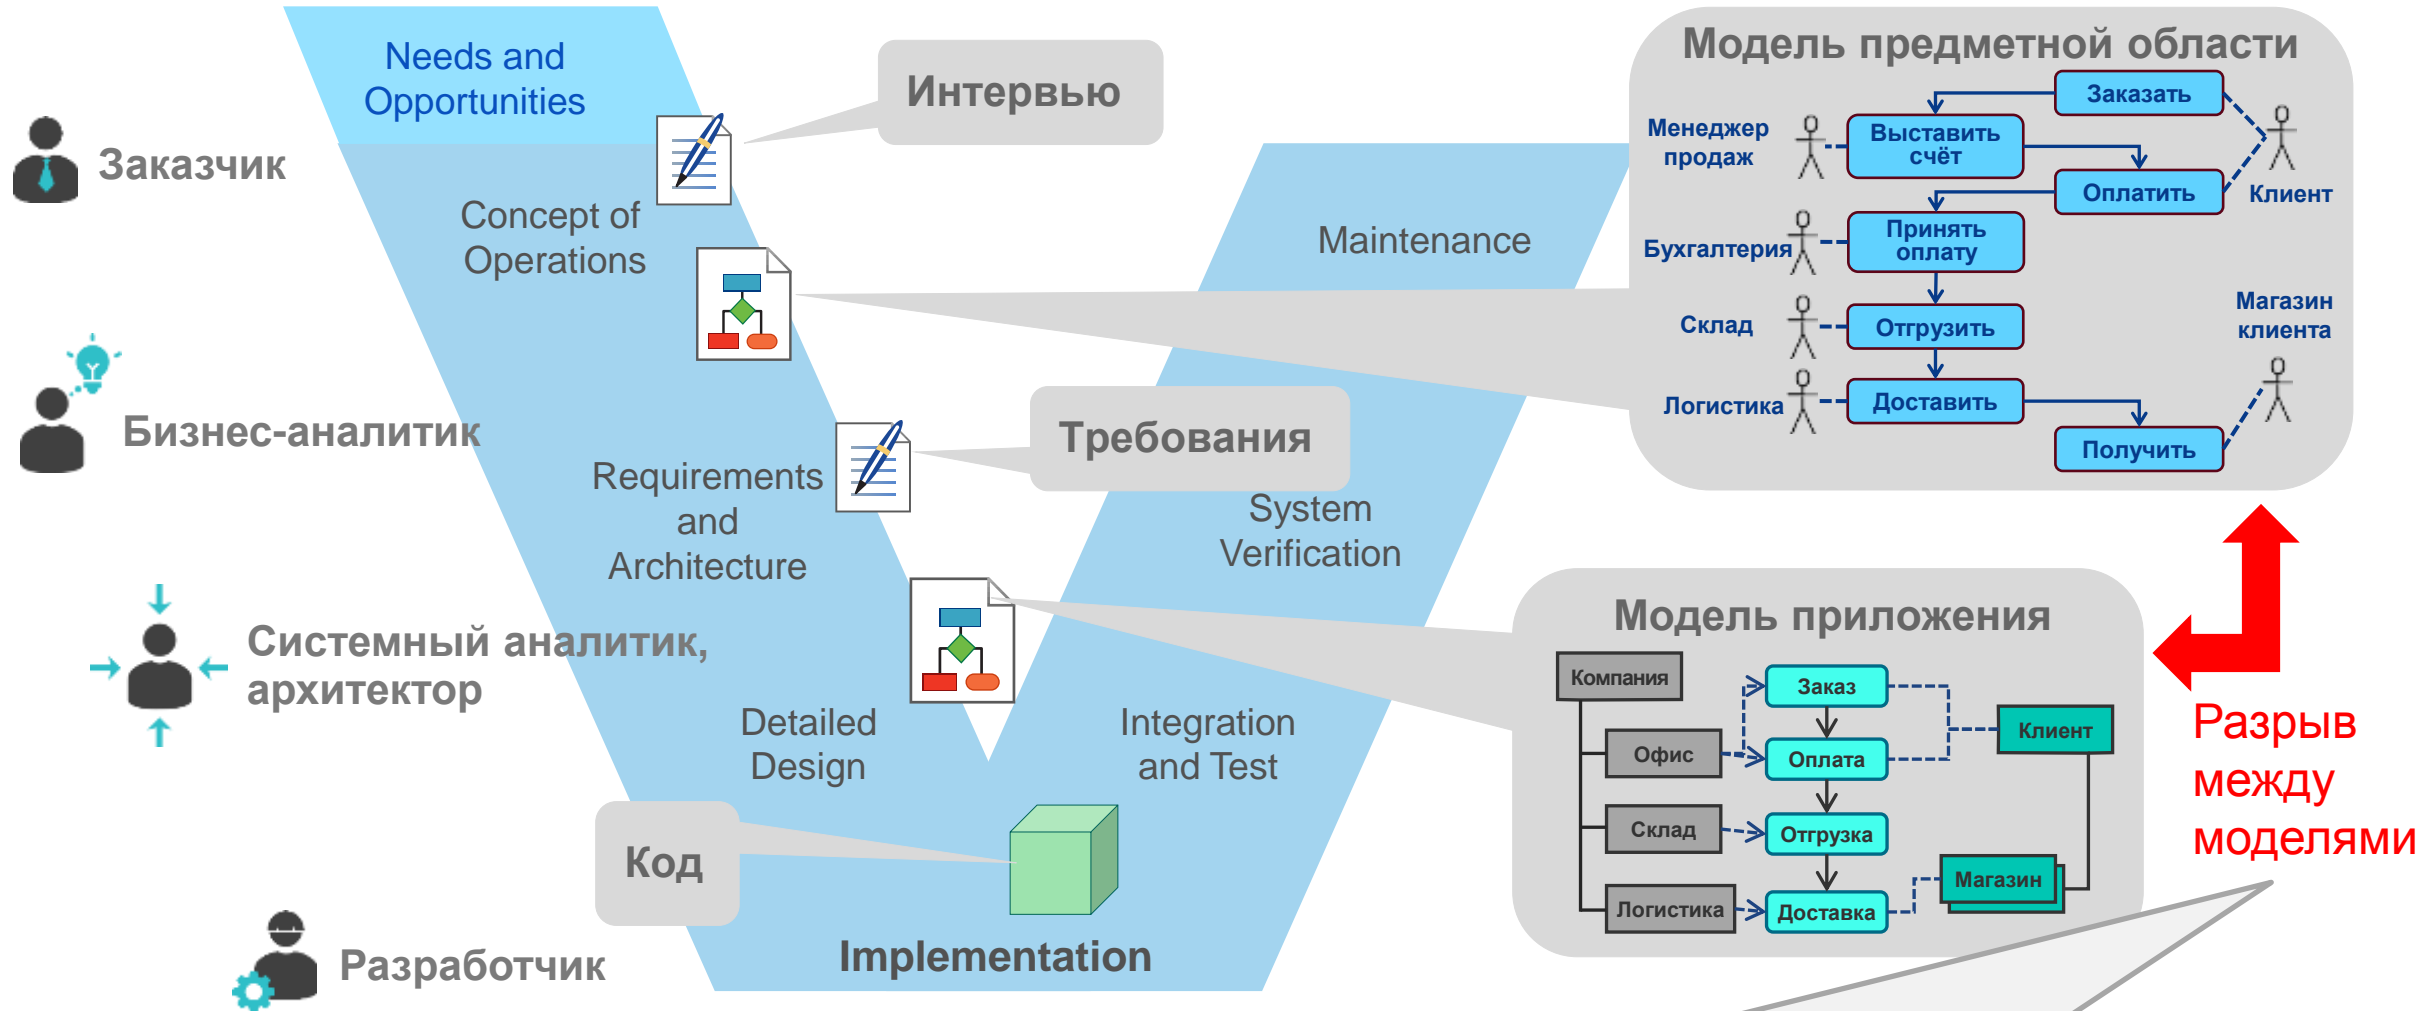 Needs and
Opportunities
Интервью
Заказчик
Concept of
Operations
Бизнес-аналитик
Требования
Requirements
and
Architecture
Системный аналитик,
архитектор
Detailed
Design
Код
Implementation
Разработчик
Integration
and Test
System
Verification
Maintenance
Модель предметной области
Заказать
Менеджер
продаж
Выставить
счёт
Оплатить
Клиент
Бухгалтерия
Принять
оплату
Склад
Отгрузить
Магазин
клиента
Логистика
Доставить
Получить
Модель приложения
Компания
Заказ
Офис
Оплата
Клиент
Склад
Отгрузка
Логистика
Доставка
Магазин
Разрыв
между
моделями